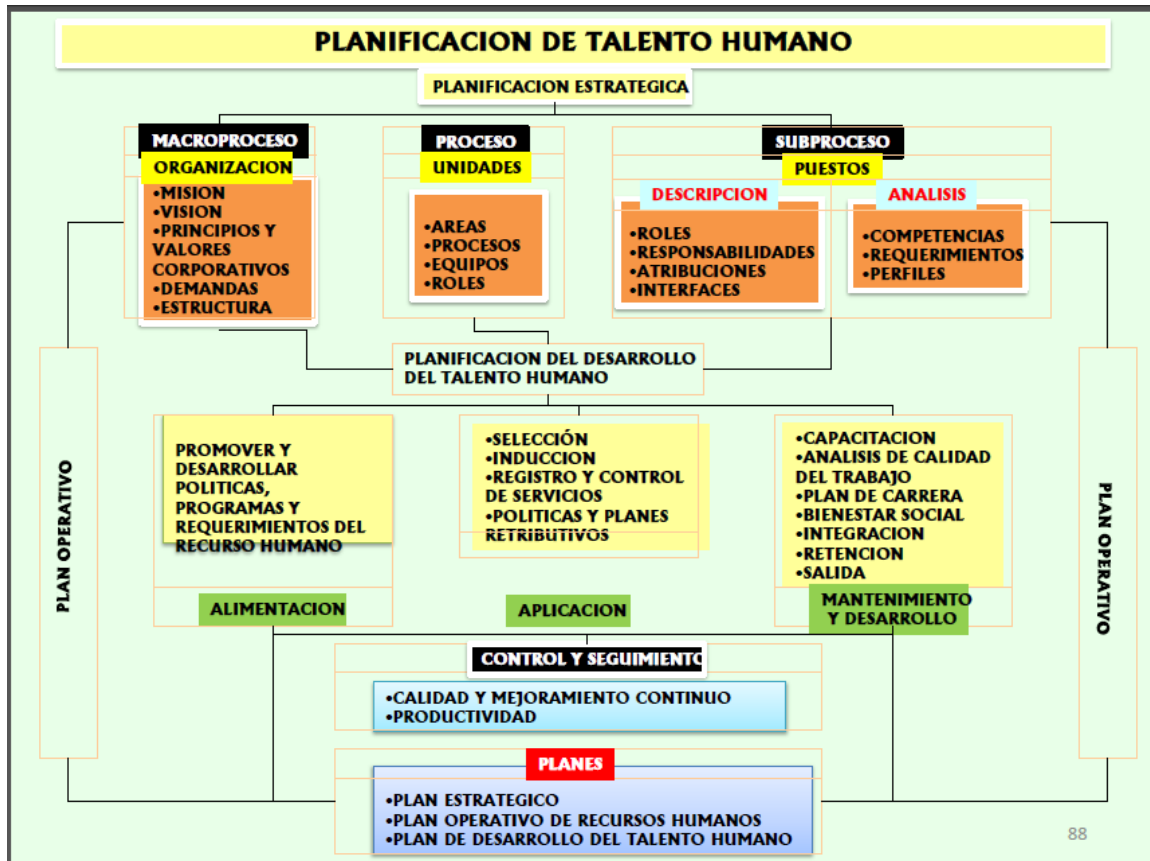 PLANIFICACION DE TALENTO HUMANO
PLANIFICACION ESTRATEGICA
MACROPROCESO
ORGANIZACION
•MISION
•VISION
•PRINCIPIOS Y
VALORES
CORPORATIVOS
•DEMANDAS
•ESTRUCTURA
PROCESO
UNIDADES
•AREAS
•PROCESOS
•EQUIPOS
•ROLES
SUBPROCESO
PUESTOS
DESCRIPCION
•ROLES
•RESPONSABILIDADES
•ATRIBUCIONES
•INTERFACES
ANALISIS
•COMPETENCIAS
•REQUERIMIENTOS
•PERFILES
PLAN OPERATIVO
PLANIFICACION DEL DESARROLLO
DEL TALENTO HUMANO
PLAN OPERATIVO
PROMOVER Y
DESARROLLAR
POLITICAS,
PROGRAMAS Y
REQUERIMIENTOS DEL
RECURSO HUMANO
ALIMENTACION
•SELECCIÓN
•INDUCCION
•REGISTRO Y CONTROL
DE SERVICIOS
•POLITICAS Y PLANES
RETRIBUTIVOS
APLICACION
•CAPACITACION
•ANALISIS DE CALIDAD
DEL TRABAJO
•PLAN DE CARRERA
•BIENESTAR SOCIAL
•INTEGRACION
•RETENCION
•SALIDA
MANTENIMIENTO
Y DESARROLLO
CONTROL Y SEGUIMIENTO
•CALIDAD Y MEJORAMIENTO CONTINUO
•PRODUCTIVIDAD
PLANES
•PLAN ESTRATEGICO
•PLAN OPERATIVO DE RECURSOS HUMANOS
•PLAN DE DESARROLLO DEL TALENTO HUMANO
88